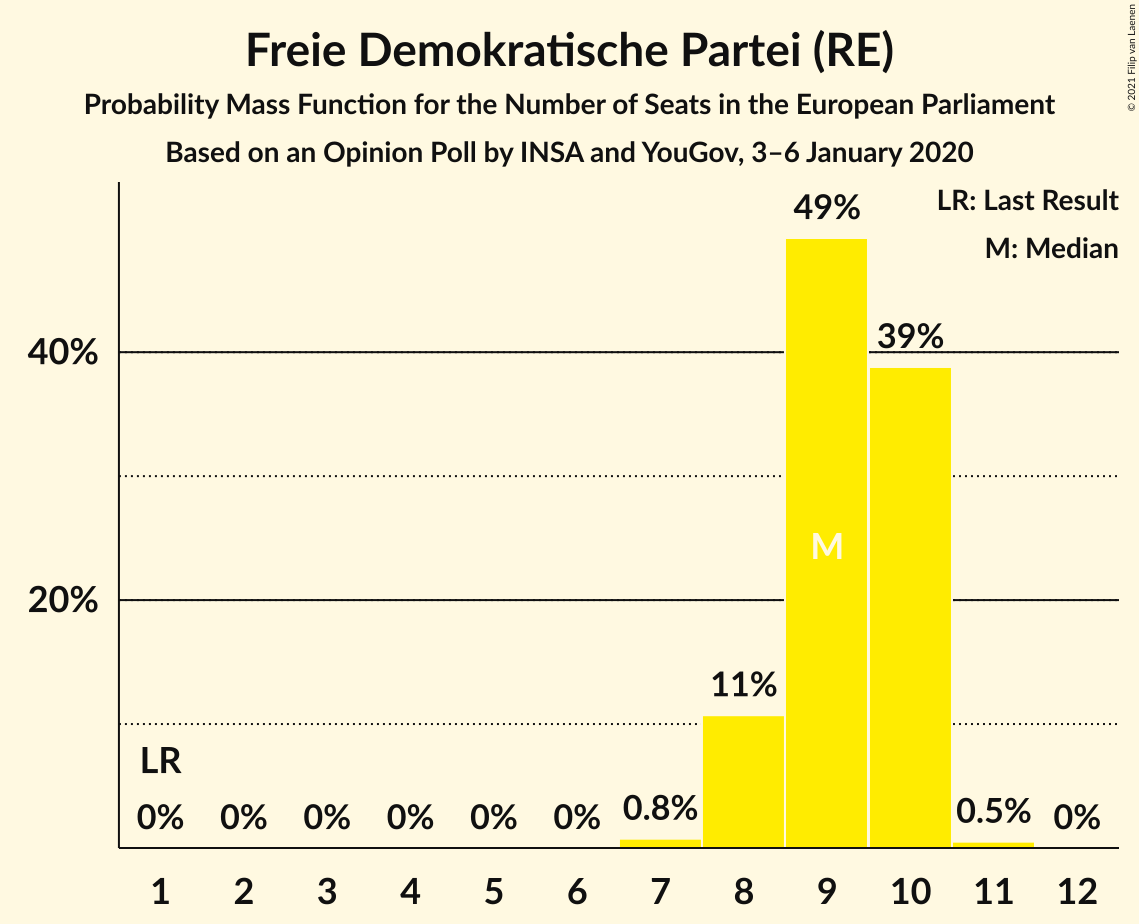 Freie Demokratische Partei (RE)
Probability Mass Function for the Number of Seats in the European Parliament
Based on an Opinion Poll by INSA and YouGov, 3–6 January 2020
© 2021 Filip van Laenen
LR: Last Result
M: Median
49%
39%
40%
M
20%
11%
LR
0% 0% 0% 0% 0% 0% 0.8% 0.5% 0%
1 2 3 4 5 6 7 8 9 10 11 12